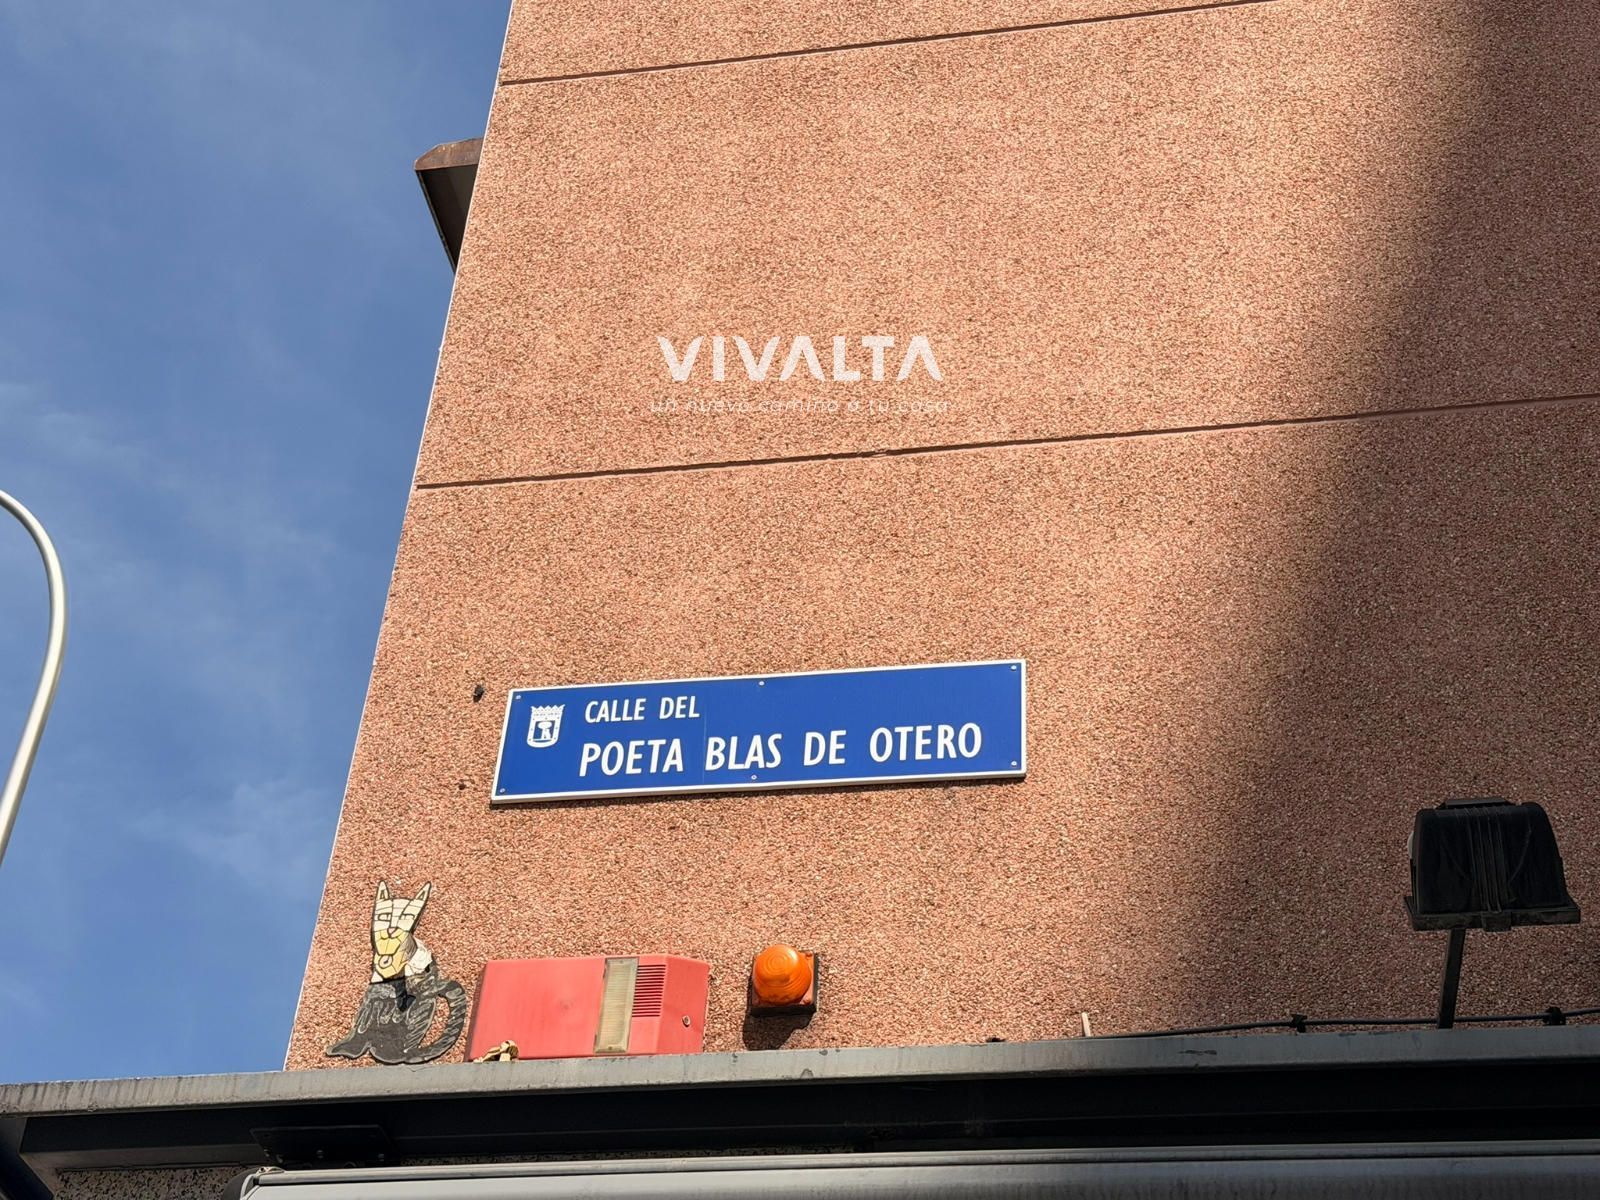 VIVALTA
un nuevo camino a tu casa
CALLE DEL
POETA BLAS DE OTERO